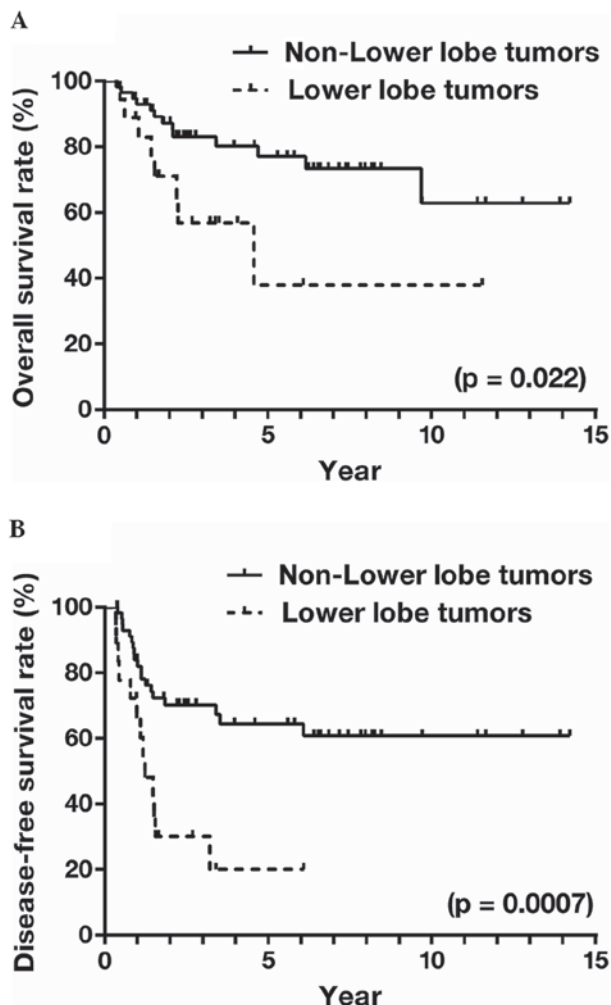 A
Non-Lower lobe tumors
Lower lobe tumors
Overall survival rate (%)
100
80
60
40
20
0
(p = 0.022)
0 5 10 15
Year
B
Non-Lower lobe tumors
Lower lobe tumors
Disease-free survival rate (%)
100
80
60
40
20
0
(p = 0.0007)
0 5 10 15
Year